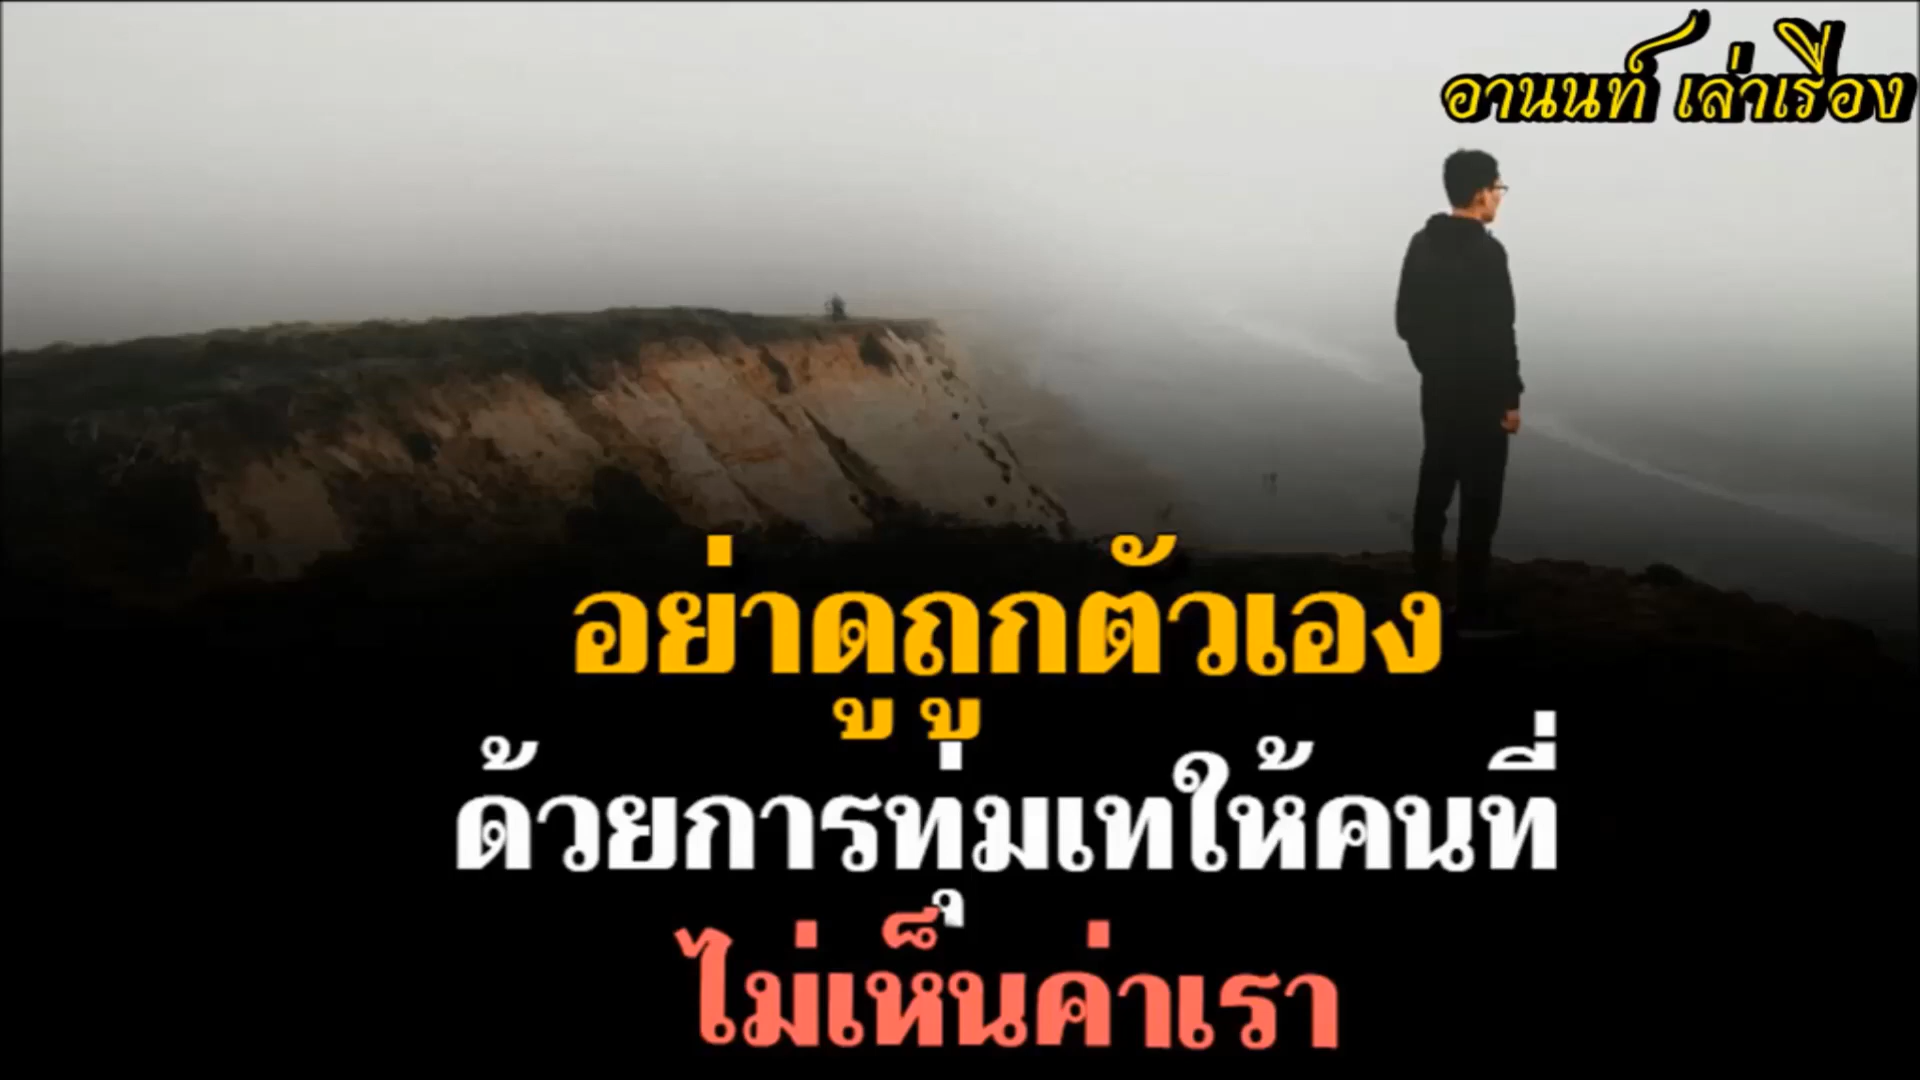 อานนท์ เล่าเรื่อง
อย่าดูถูกตัวเอง
ด้วยการทุ่มเทให้คนที่
ไม่เห็นค่าเรา